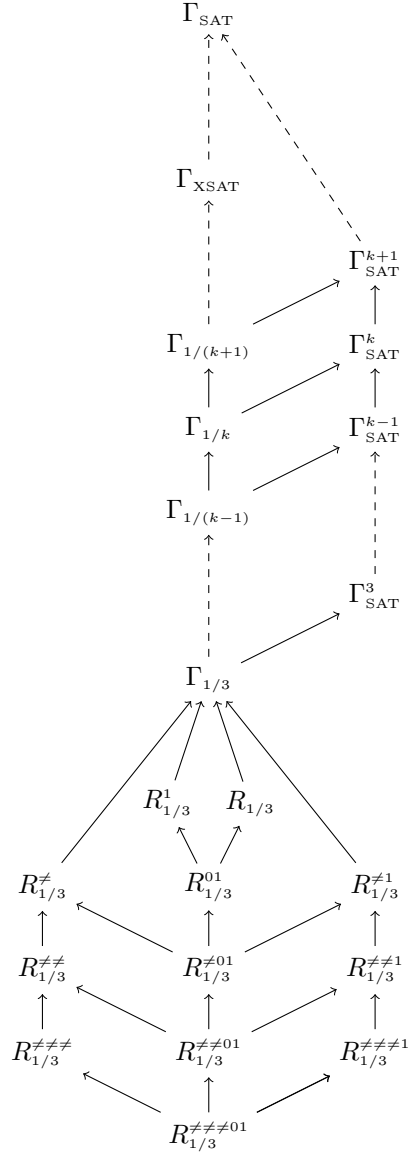 Γ_SAT
Γ_XSAT
Γ^{k+1}_SAT
Γ_{1/(k+1)}
Γ^k_SAT
Γ_{1/k}
Γ^{k−1}_SAT
Γ_{1/(k−1)}
Γ^3_SAT
Γ_{1/3}
R^1_{1/3} R_{1/3}
R^{≠}_{1/3} R^{01}_{1/3} R^{≠1}_{1/3}
R^{≠≠}_{1/3} R^{≠01}_{1/3} R^{≠≠1}_{1/3}
R^{≠≠≠}_{1/3} R^{≠≠01}_{1/3} R^{≠≠≠1}_{1/3}
R^{≠≠≠01}_{1/3}